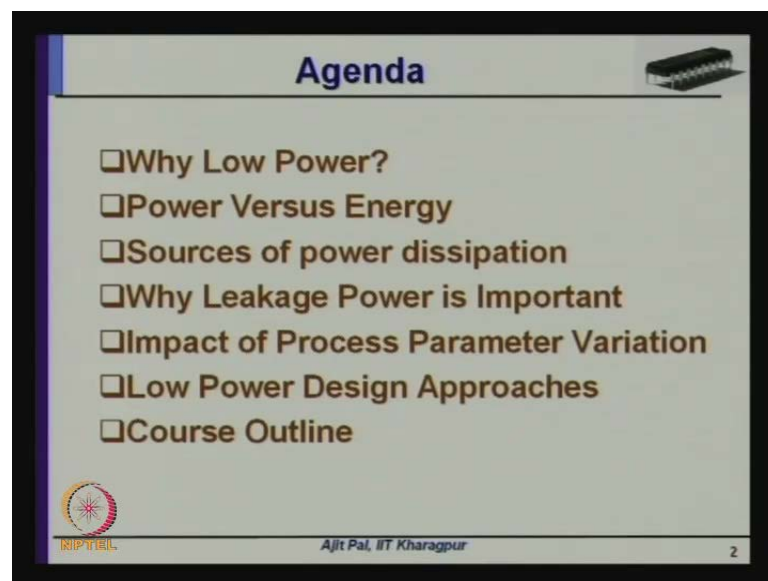 Agenda
❑Why Low Power?
❑Power Versus Energy
❑Sources of power dissipation
❑Why Leakage Power is Important
❑Impact of Process Parameter Variation
❑Low Power Design Approaches
❑Course Outline
NPTEL
Ajit Pal, IIT Kharagpur
2